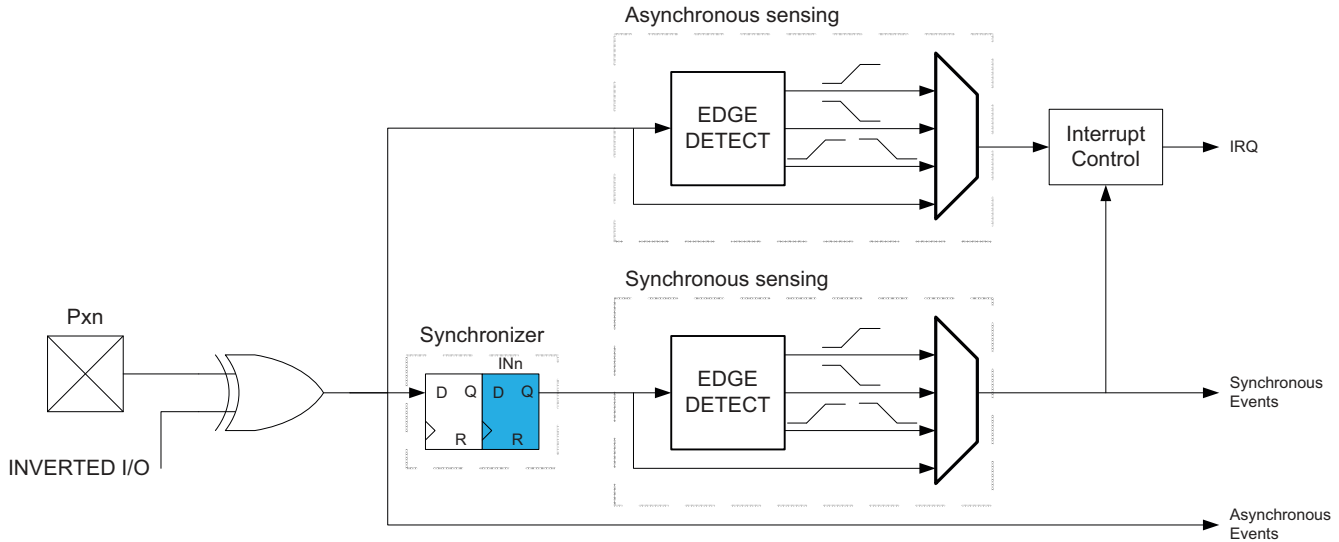 Asynchronous sensing
EDGE
DETECT
Interrupt
Control
IRQ
Synchronous sensing
Pxn
Synchronizer
INn
D Q D Q
R R
EDGE
DETECT
Synchronous
Events
INVERTED I/O
Asynchronous
Events